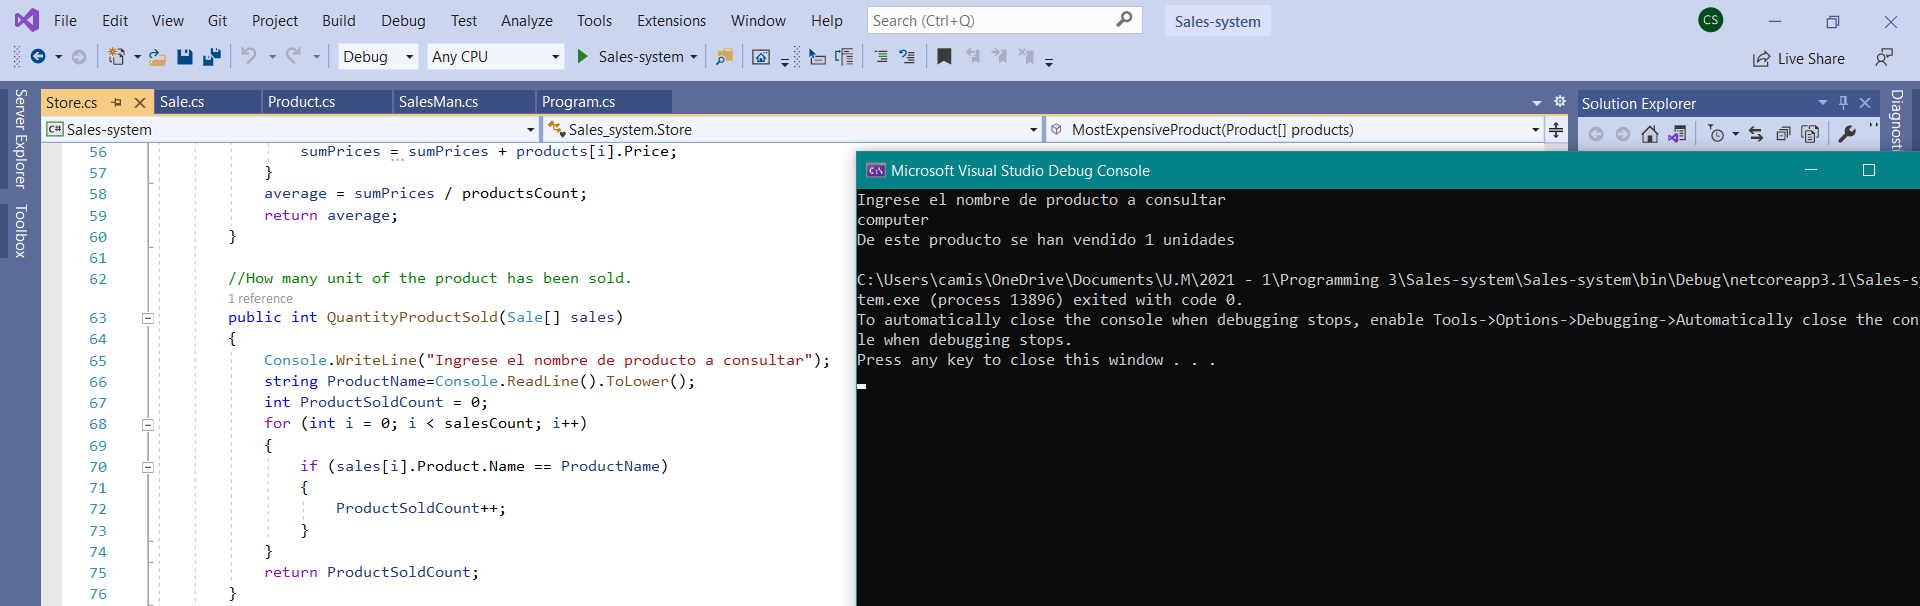 File Edit View Git Project Build Debug Test Analyze Tools Extensions Window Help Search (Ctrl+Q) Sales-system CS
Debug Any CPU Sales-system Live Share
Server Explorer
Toolbox
Store.cs Sale.cs Product.cs SalesMan.cs Program.cs
C# Sales-system Sales_system.Store MostExpensiveProduct(Product[] products)
56 sumPrices = sumPrices + products[i].Price;
57 }
58 average = sumPrices / productsCount;
59 return average;
60 }
61
62 //How many unit of the product has been sold.
1 reference
63 public int QuantityProductSold(Sale[] sales)
64 {
65 Console.WriteLine("Ingrese el nombre de producto a consultar");
66 string ProductName=Console.ReadLine().ToLower();
67 int ProductSoldCount = 0;
68 for (int i = 0; i < salesCount; i++)
69 {
70 if (sales[i].Product.Name == ProductName)
71 {
72 ProductSoldCount++;
73 }
74 }
75 return ProductSoldCount;
76 }
Solution Explorer
Diagnosti
Microsoft Visual Studio Debug Console
Ingrese el nombre de producto a consultar
computer
De este producto se han vendido 1 unidades
C:\Users\camis\OneDrive\Documents\U.M\2021 - 1\Programming 3\Sales-system\Sales-system\bin\Debug\netcoreapp3.1\Sales-sy
tem.exe (process 13896) exited with code 0.
To automatically close the console when debugging stops, enable Tools->Options->Debugging->Automatically close the con
le when debugging stops.
Press any key to close this window . . .